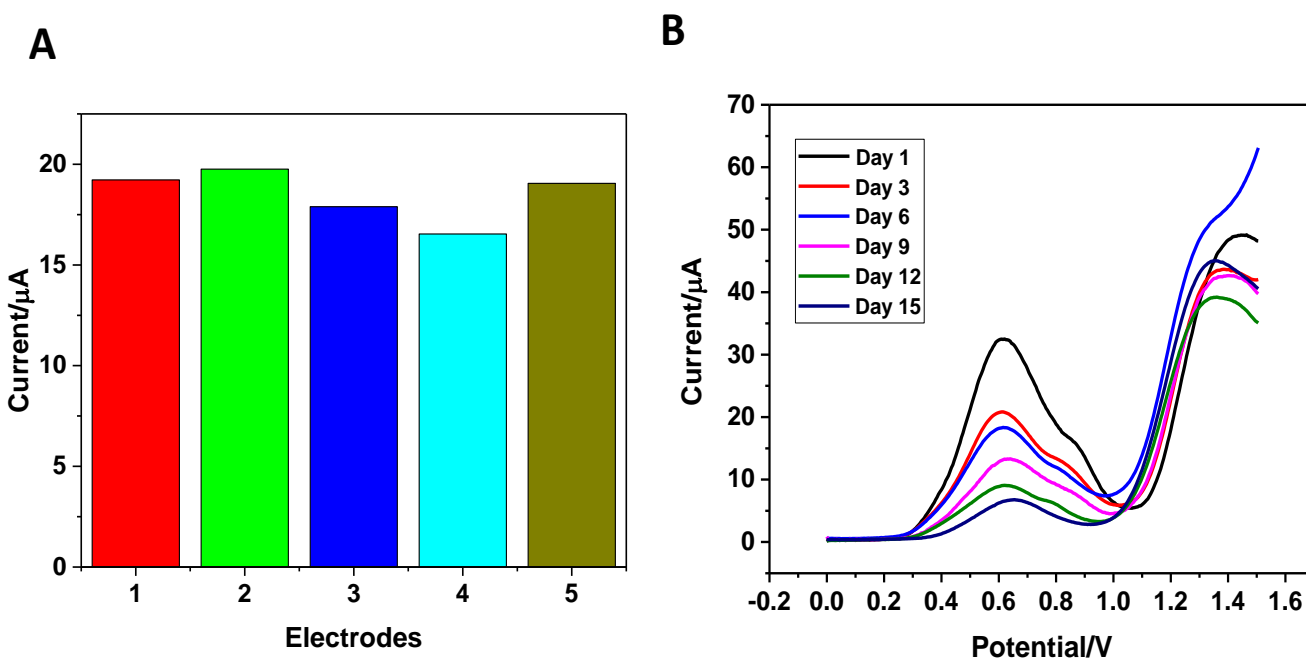 A
Current/µA
20
15
10
5
0
1 2 3 4 5
Electrodes
B
Current/µA
70
60
50
40
30
20
10
0
Day 1
Day 3
Day 6
Day 9
Day 12
Day 15
-0.2 0.0 0.2 0.4 0.6 0.8 1.0 1.2 1.4 1.6
Potential/V